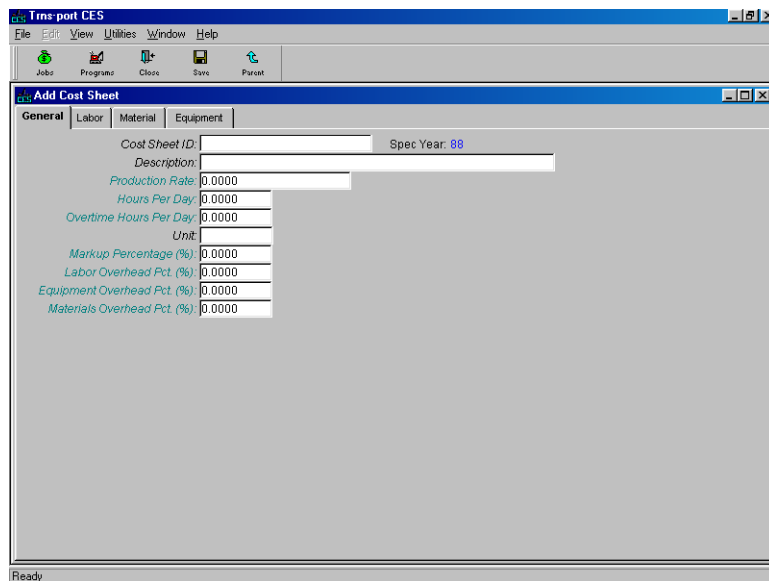 Trns·port CES
File Edit View Utilities Window Help
Jobs Programs Close Save Parent
Add Cost Sheet
General Labor Material Equipment
Cost Sheet ID: Spec Year: 88
Description:
Production Rate: 0.0000
Hours Per Day: 0.0000
Overtime Hours Per Day: 0.0000
Unit:
Markup Percentage (%): 0.0000
Labor Overhead Pct. (%): 0.0000
Equipment Overhead Pct. (%): 0.0000
Materials Overhead Pct. (%): 0.0000
Ready